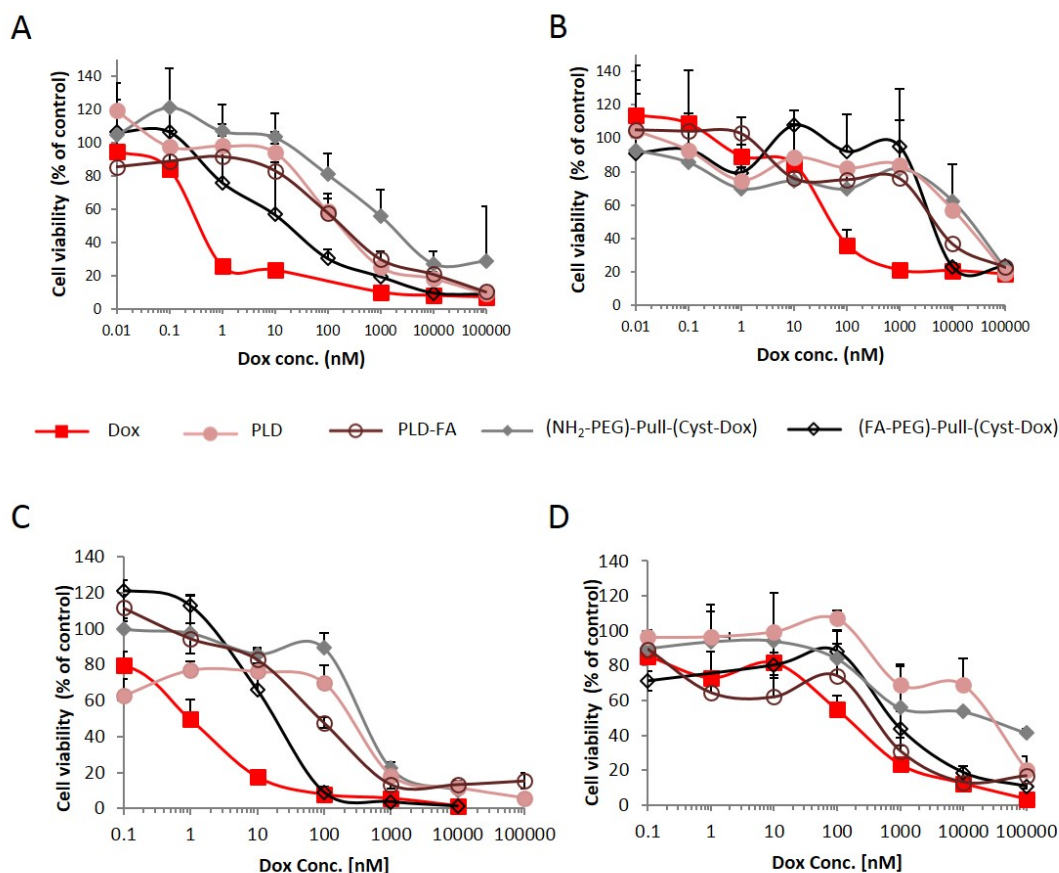 A
B
Cell viability (% of control)
140
120
100
80
60
40
20
0
0.01 0.1 1 10 100 1000 10000 100000
Dox conc. (nM)
Cell viability (% of control)
140
120
100
80
60
40
20
0
0.01 0.1 1 10 100 1000 10000 100000
Dox conc. (nM)
Dox PLD PLD-FA (NH₂-PEG)-Pull-(Cyst-Dox) (FA-PEG)-Pull-(Cyst-Dox)
C
D
Cell viability (% of control)
140
120
100
80
60
40
20
0
0.1 1 10 100 1000 10000 100000
Dox Conc. [nM]
Cell viability (% of control)
140
120
100
80
60
40
20
0
0.1 1 10 100 1000 10000 100000
Dox Conc. [nM]